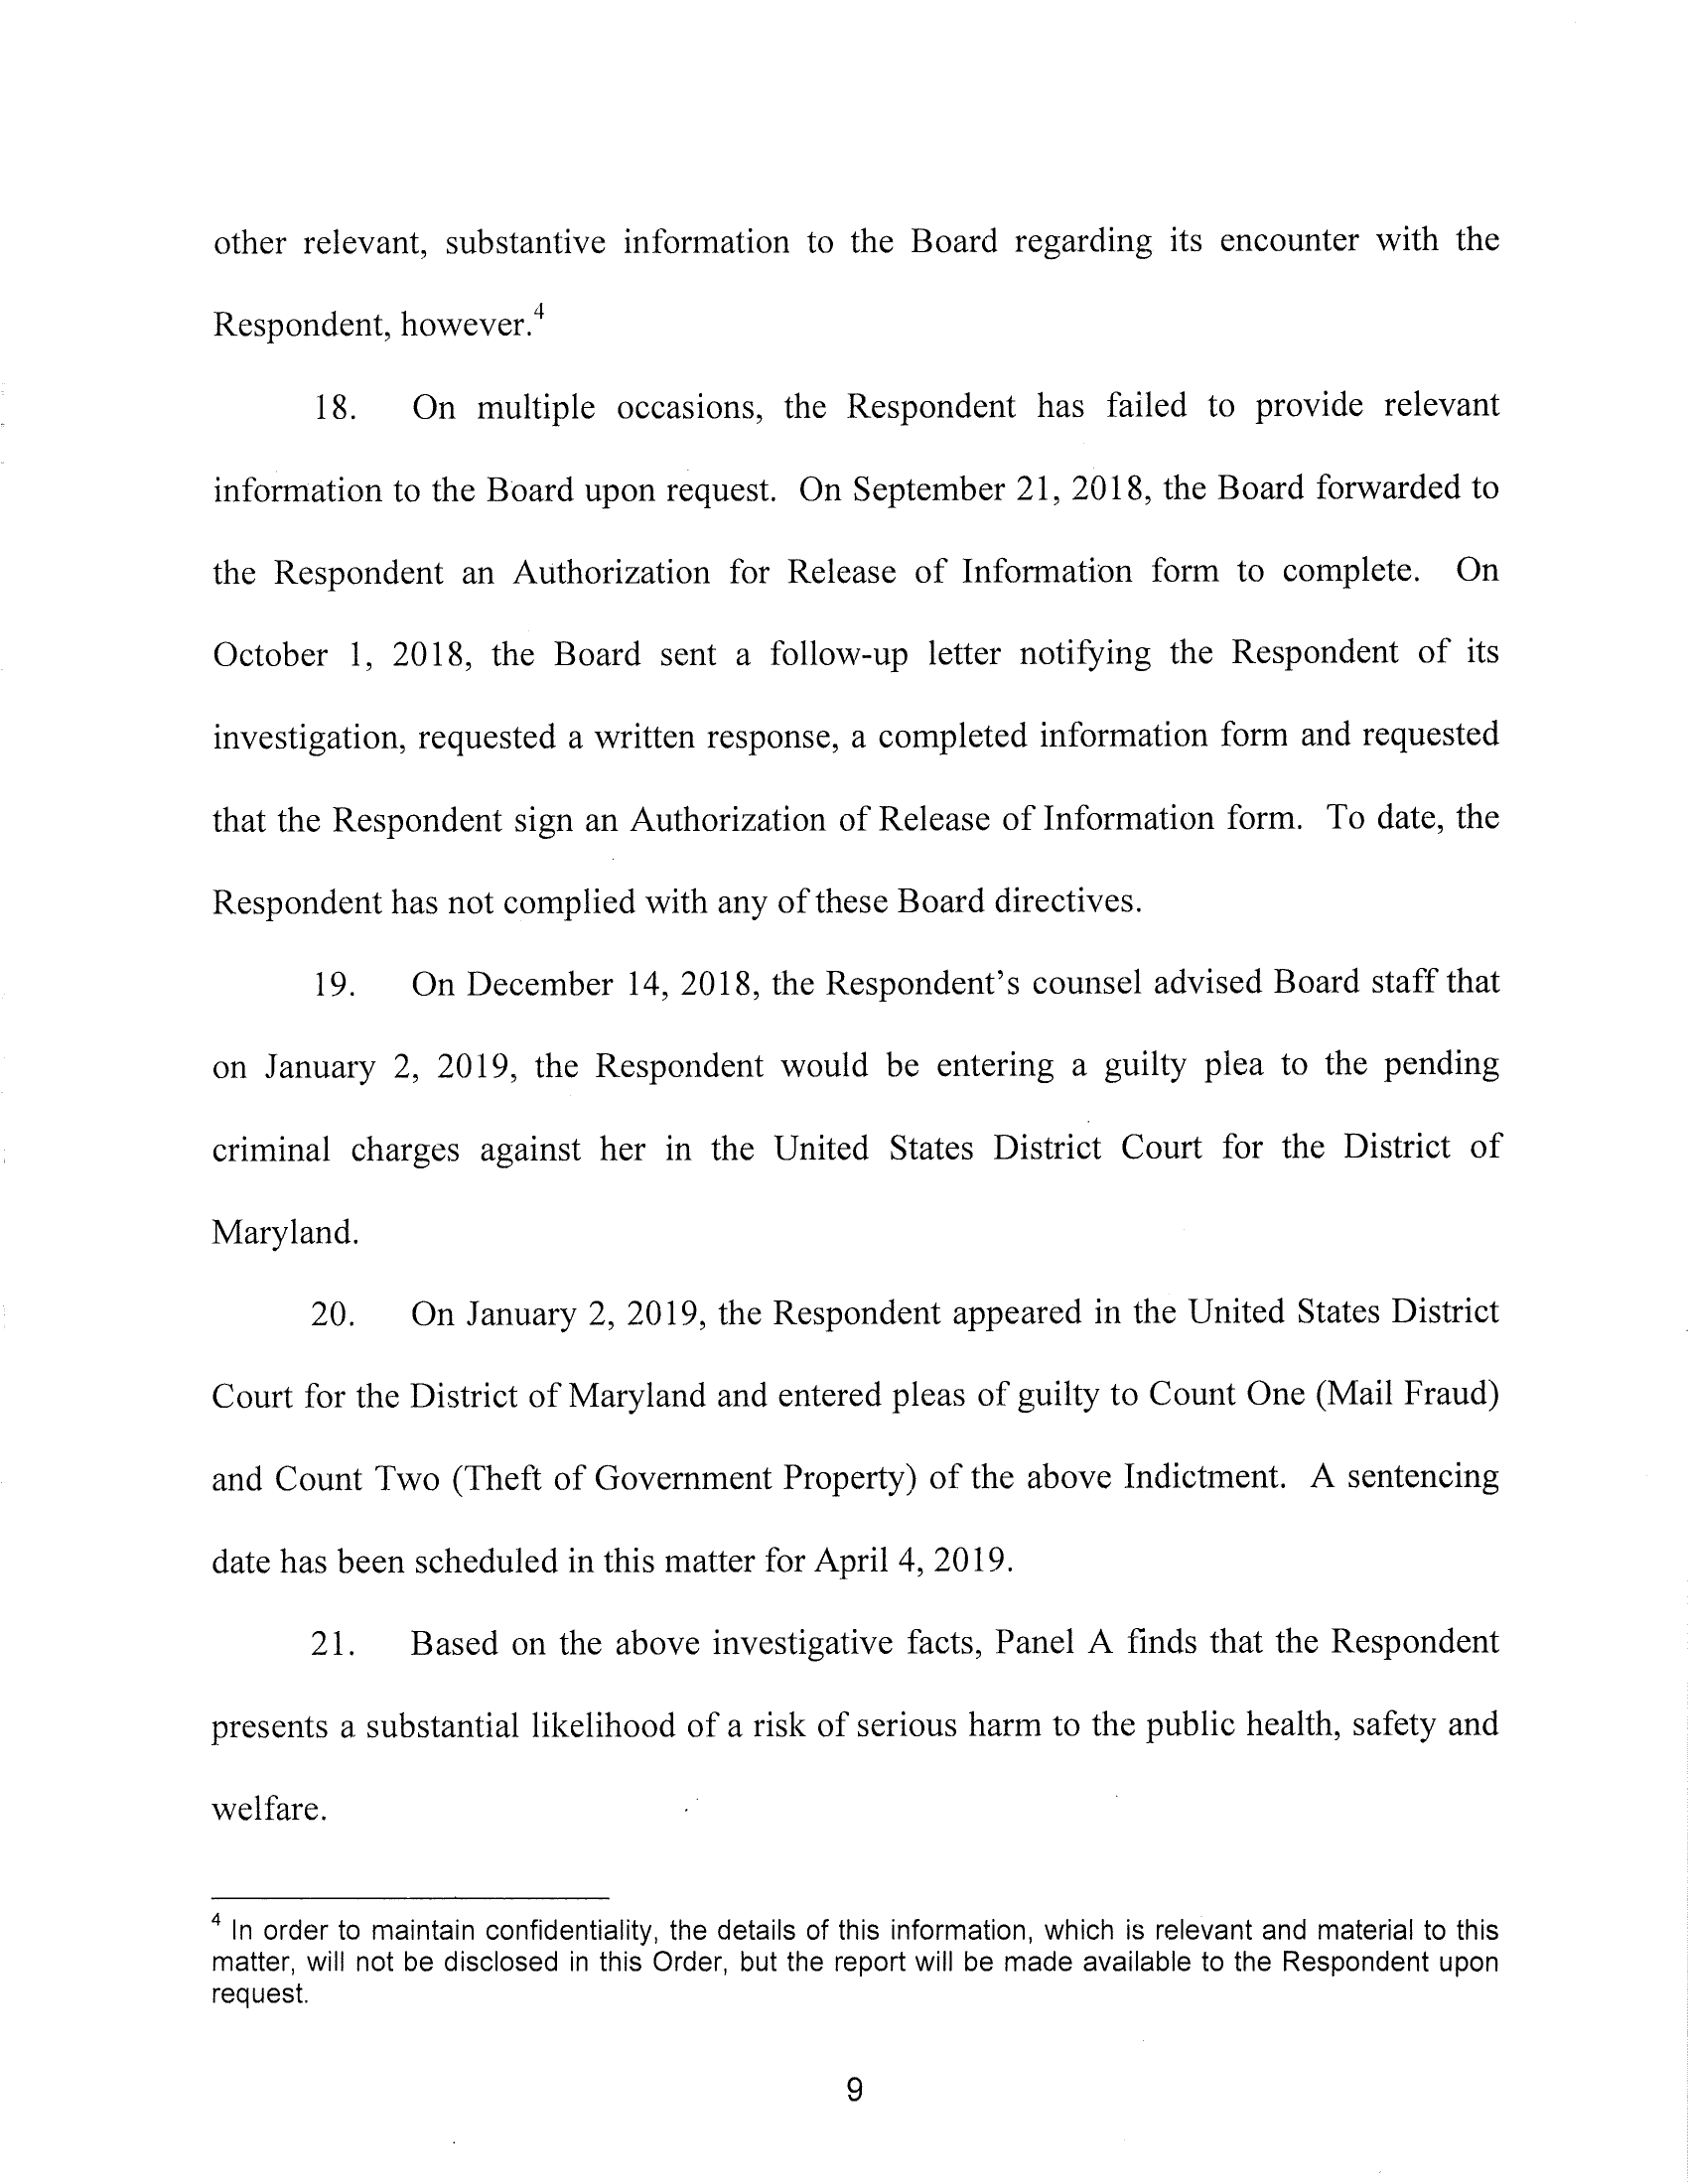 other relevant, substantive information to the Board regarding its encounter with the
Respondent, however.4
18. On multiple occasions, the Respondent has failed to provide relevant
information to the Board upon request. On September 21, 2018, the Board forwarded to
the Respondent an Authorization for Release of Information form to complete. On
October 1, 2018, the Board sent a follow-up letter notifying the Respondent of its
investigation, requested a written response, a completed information form and requested
that the Respondent sign an Authorization of Release of Information form. To date, the
Respondent has not complied with any of these Board directives.
19. On December 14, 2018, the Respondent’s counsel advised Board staff that
on January 2, 2019, the Respondent would be entering a guilty plea to the pending
criminal charges against her in the United States District Court for the District of
Maryland.
20. On January 2, 2019, the Respondent appeared in the United States District
Court for the District of Maryland and entered pleas of guilty to Count One (Mail Fraud)
and Count Two (Theft of Government Property) of the above Indictment. A sentencing
date has been scheduled in this matter for April 4, 2019.
21. Based on the above investigative facts, Panel A finds that the Respondent
presents a substantial likelihood of a risk of serious harm to the public health, safety and
welfare.
4 In order to maintain confidentiality, the details of this information, which is relevant and material to this
matter, will not be disclosed in this Order, but the report will be made available to the Respondent upon
request.
9